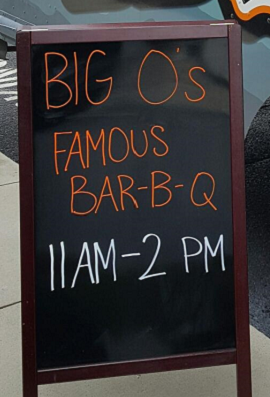 BIG O's
FAMOUS
BAR-B-Q
11AM-2 PM